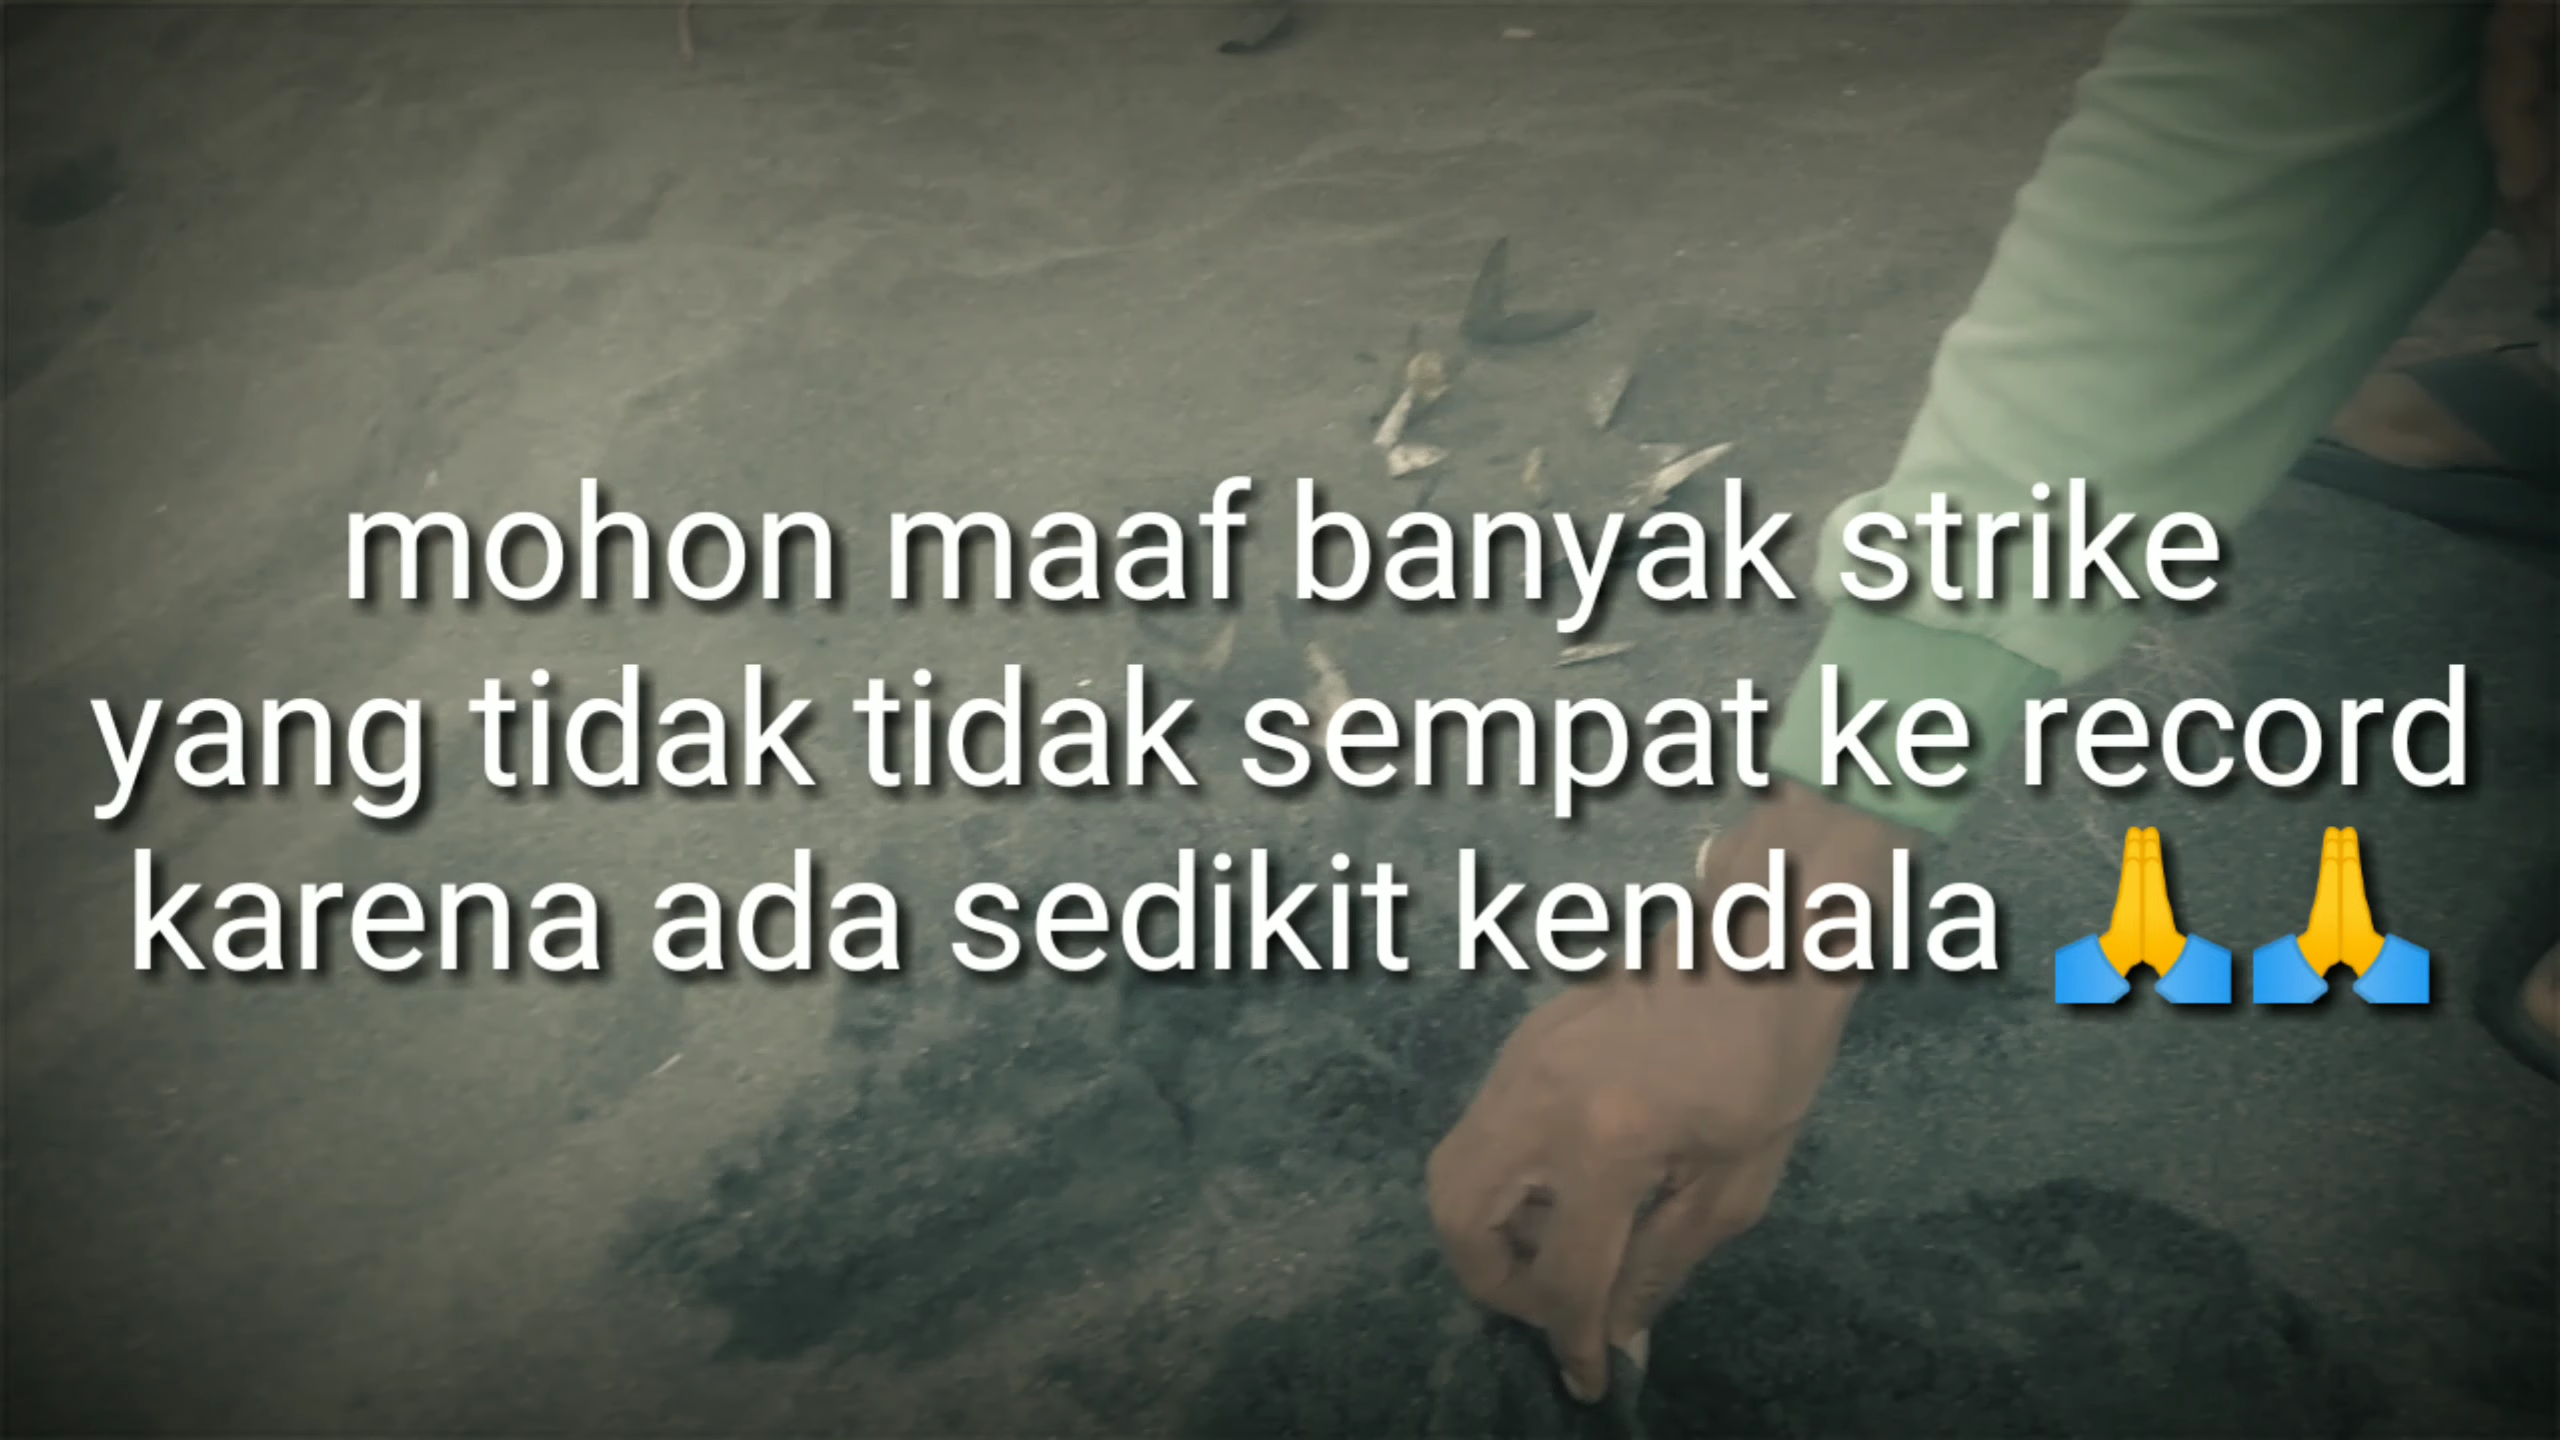 mohon maaf banyak strike
yang tidak tidak sempat ke record
karena ada sedikit kendala 🙏🙏